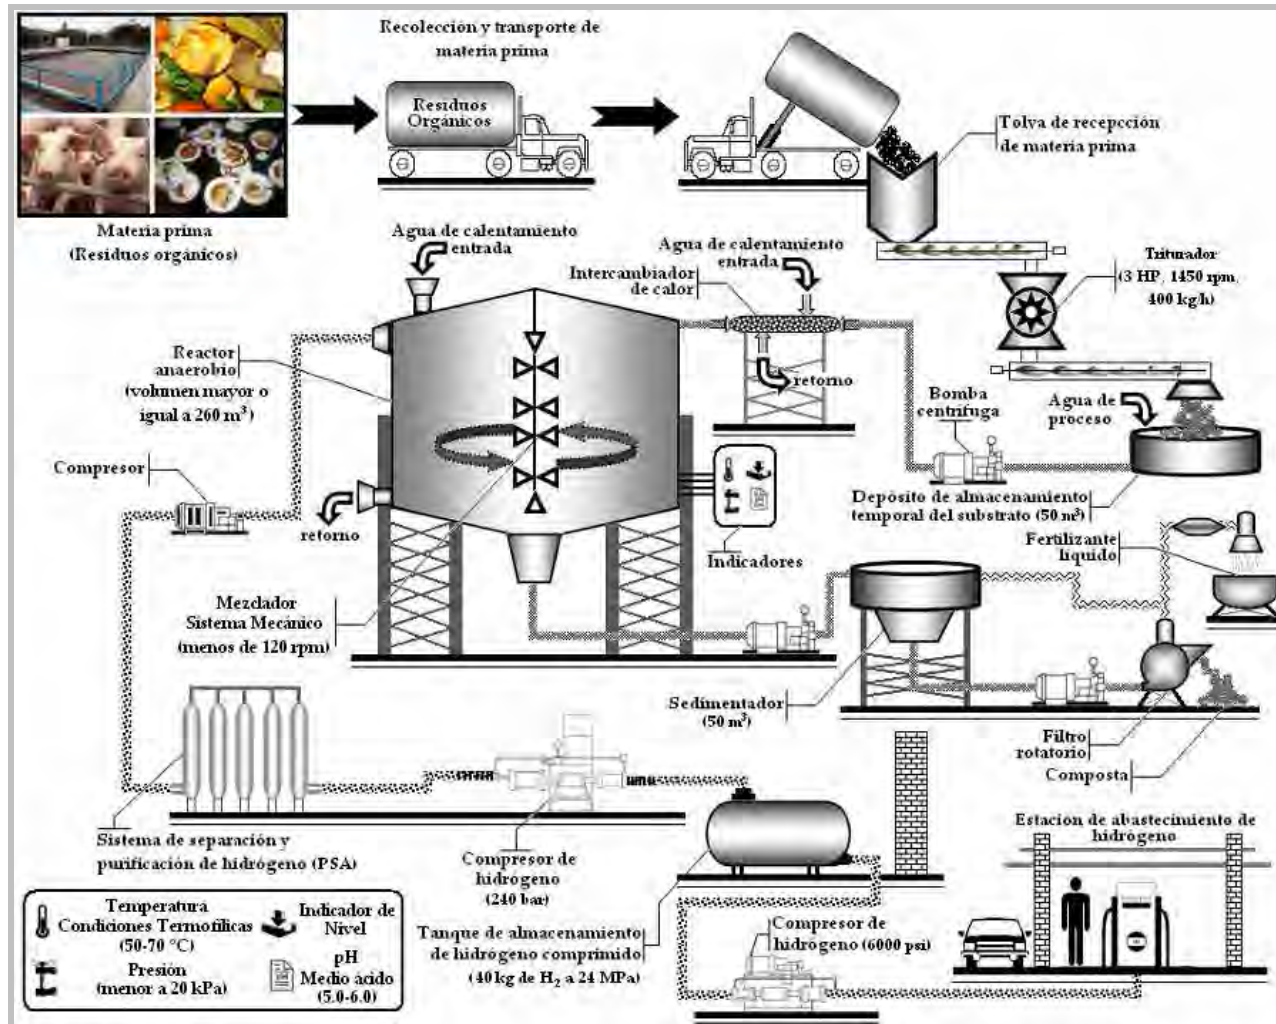 Recolección y transporte de
materia prima
Residuos
Orgánicos
Tolva de recepcción
de materia prima
Materia prima
(Residuos orgánicos)
Agua de calentamiento
entrada
Agua de calentamiento
entrada
Intercambiador
de calor
Triturador
(3 HP, 1450 rpm,
400 kg/h)
Reactor
anaerobio
(volumen mayor o
igual a 260 m³)
retorno
Bomba
centrífuga
Agua de
proceso
Compresor
retorno
Depósito de almacenamiento
temporal del substrato (50 m³)
Indicadores
Fertilizante
líquido
Mezclador
Sistema Mecánico
(menos de 120 rpm)
Sedimentador
(50 m³)
Filtro
rotatorio
Composta
Sistema de separación y
purificación de hidrógeno (PSA)
Compresor de
hidrógeno
(240 bar)
Estación de abastecimiento de
hidrógeno
Tanque de almacenamiento
de hidrógeno comprimido
(40 kg de H₂ a 24 MPa)
Compresor de
hidrógeno (6000 psi)
Temperatura
Condiciones Termofílicas
(50-70 °C)
Indicador de
Nivel
Presión
(menor a 20 kPa)
pH
Medio ácido
(5.0-6.0)